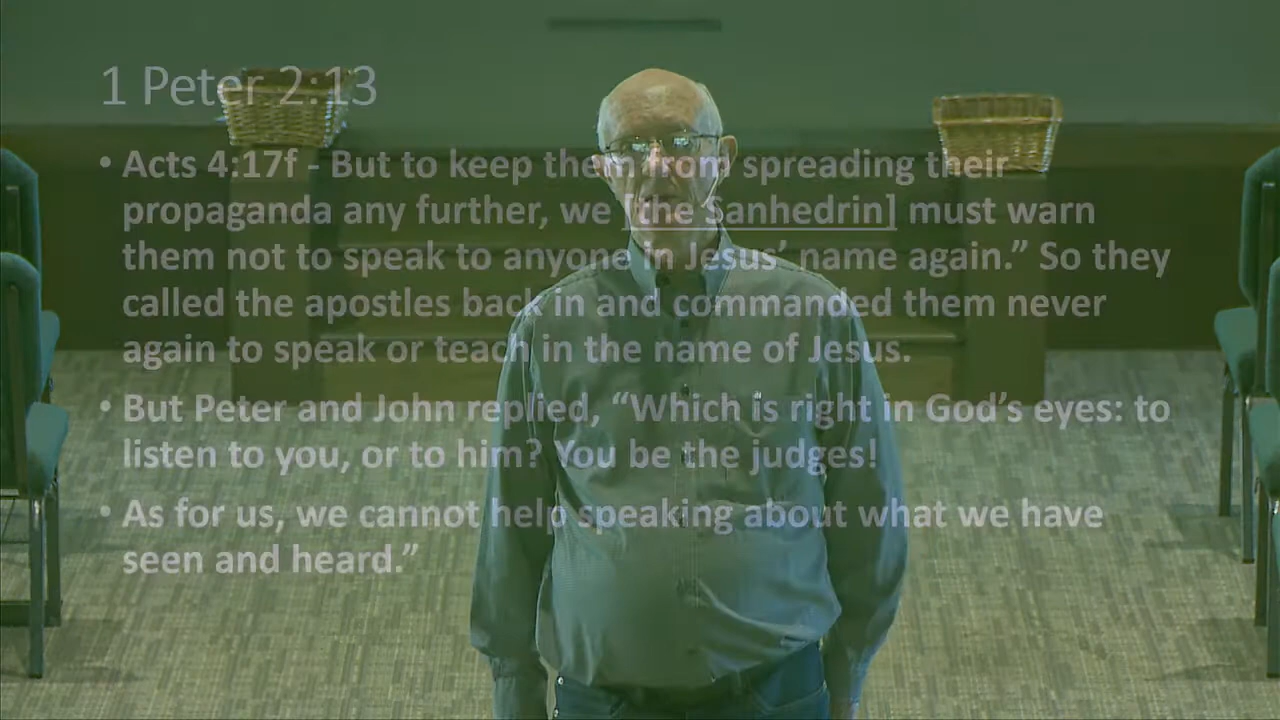 1 Peter 2:13
• Acts 4:17f - But to keep spreading their
propaganda any further, we [the Sanhedrin] must warn
them not to speak to anyone in Jesus’ name again.” So they
called the apostles back in and commanded them never
again to speak or teach in the name of Jesus.
• But Peter and John replied, “Which is right in God’s eyes: to
listen to you, or to him? You be the judges!
• As for us, we cannot help speaking about what we have
seen and heard.”